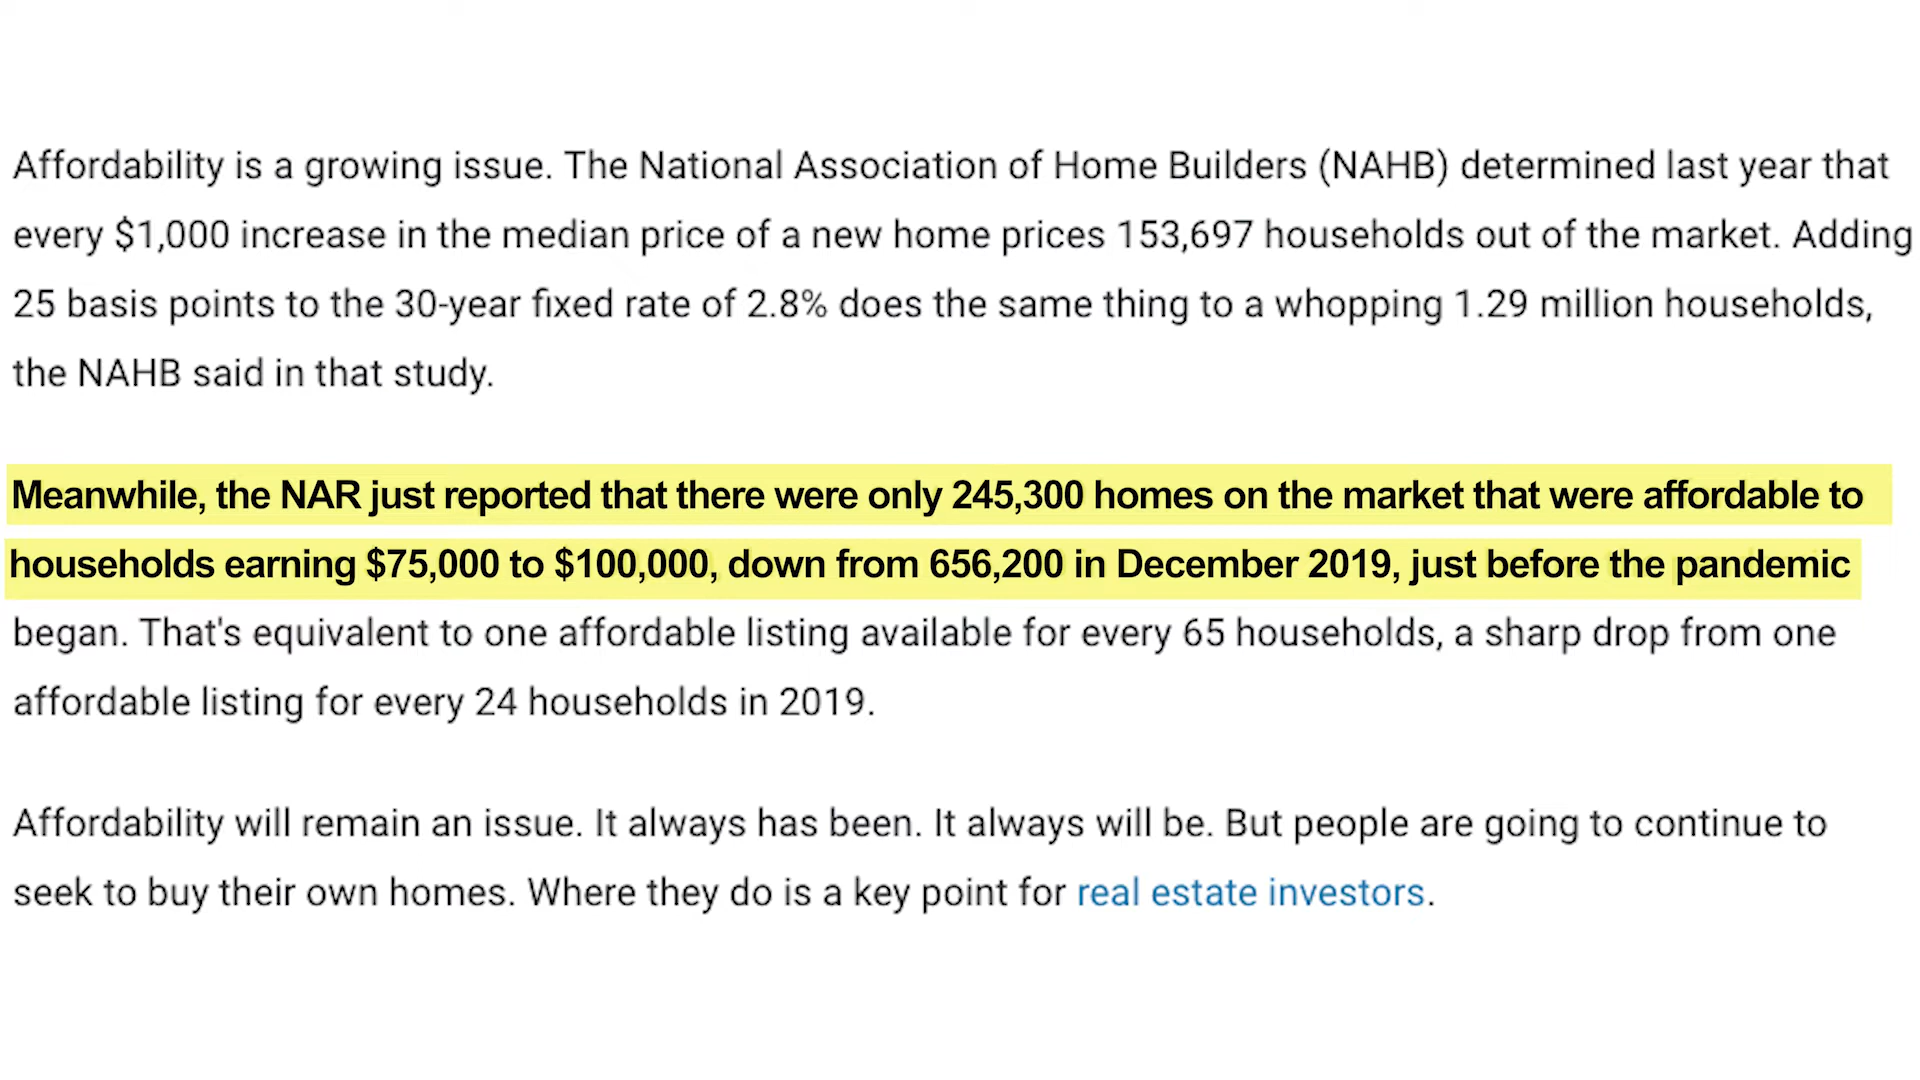 Affordability is a growing issue. The National Association of Home Builders (NAHB) determined last year that
every $1,000 increase in the median price of a new home prices 153,697 households out of the market. Adding
25 basis points to the 30-year fixed rate of 2.8% does the same thing to a whopping 1.29 million households,
the NAHB said in that study.
Meanwhile, the NAR just reported that there were only 245,300 homes on the market that were affordable to
households earning $75,000 to $100,000, down from 656,200 in December 2019, just before the pandemic
began. That's equivalent to one affordable listing available for every 65 households, a sharp drop from one
affordable listing for every 24 households in 2019.
Affordability will remain an issue. It always has been. It always will be. But people are going to continue to
seek to buy their own homes. Where they do is a key point for real estate investors.